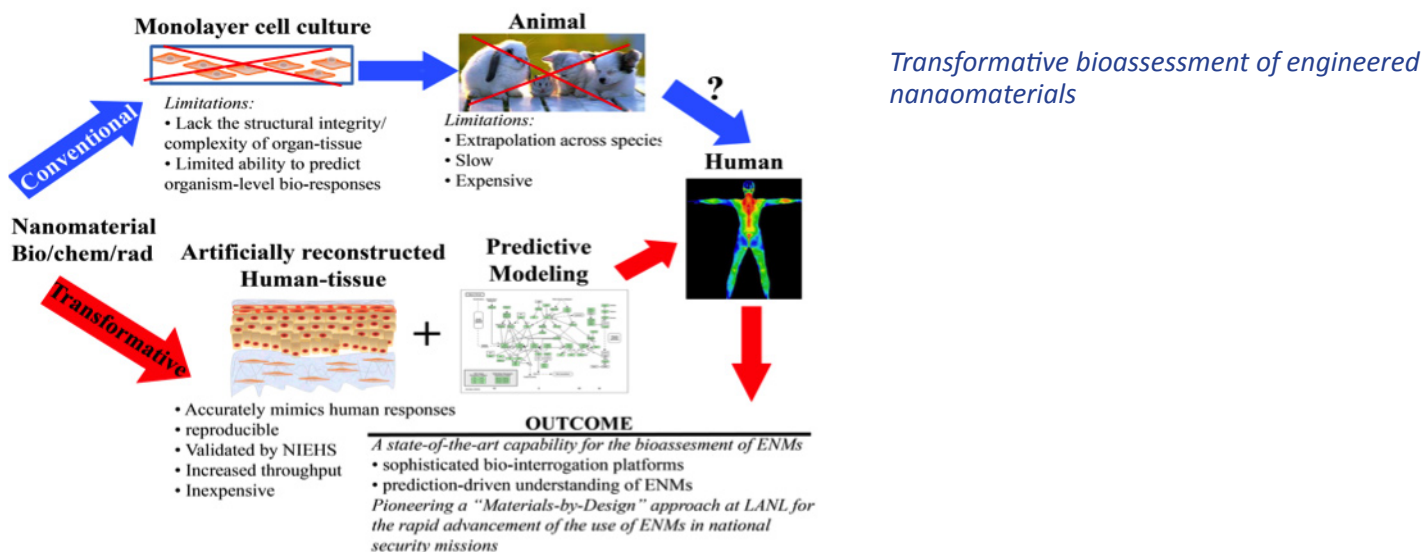 Monolayer cell culture
Limitations:
• Lack the structural integrity/
complexity of organ-tissue
• Limited ability to predict
organism-level bio-responses
Animal
Limitations:
• Extrapolation across species
• Slow
• Expensive
?
Human
Conventional
Nanomaterial
Bio/chem/rad
Transformative
Artificially reconstructed
Human-tissue
+
Predictive
Modeling
• Accurately mimics human responses
• reproducible
• Validated by NIEHS
• Increased throughput
• Inexpensive
OUTCOME
A state-of-the-art capability for the bioassesment of ENMs
• sophisticated bio-interrogation platforms
• prediction-driven understanding of ENMs
Pioneering a “Materials-by-Design” approach at LANL for
the rapid advancement of the use of ENMs in national
security missions
Transformative bioassessment of engineered
nanaomaterials